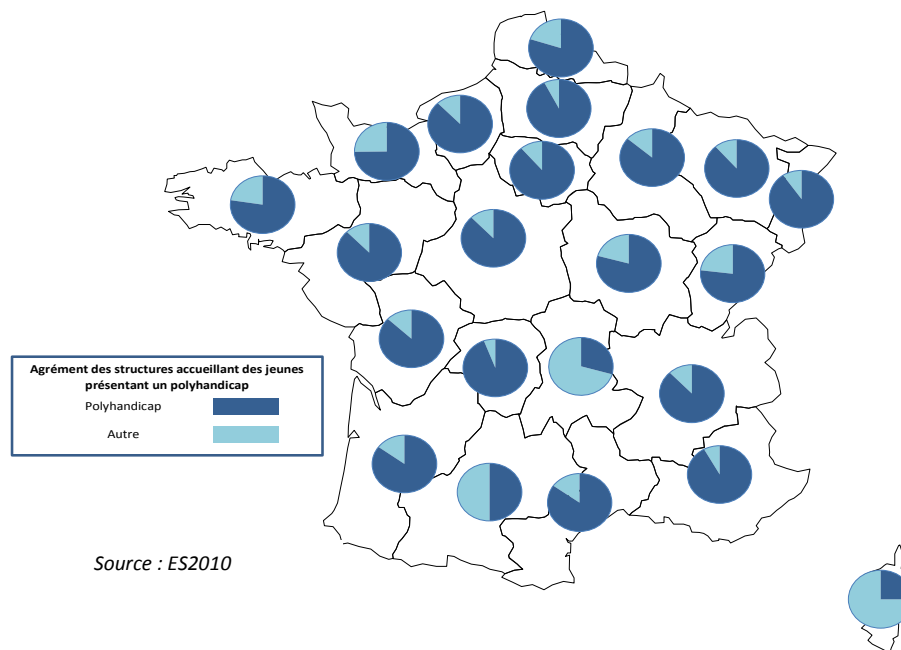 Agrément des structures accueillant des jeunes
présentant un polyhandicap
Polyhandicap
Autre
Source : ES2010